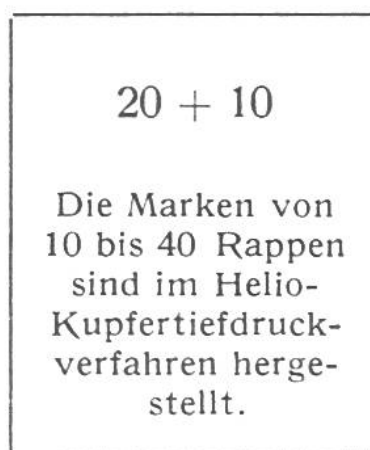 20 + 10
Die Marken von
10 bis 40 Rappen
sind im Helio-
Kupfertiefdruck-
verfahren herge-
stellt.